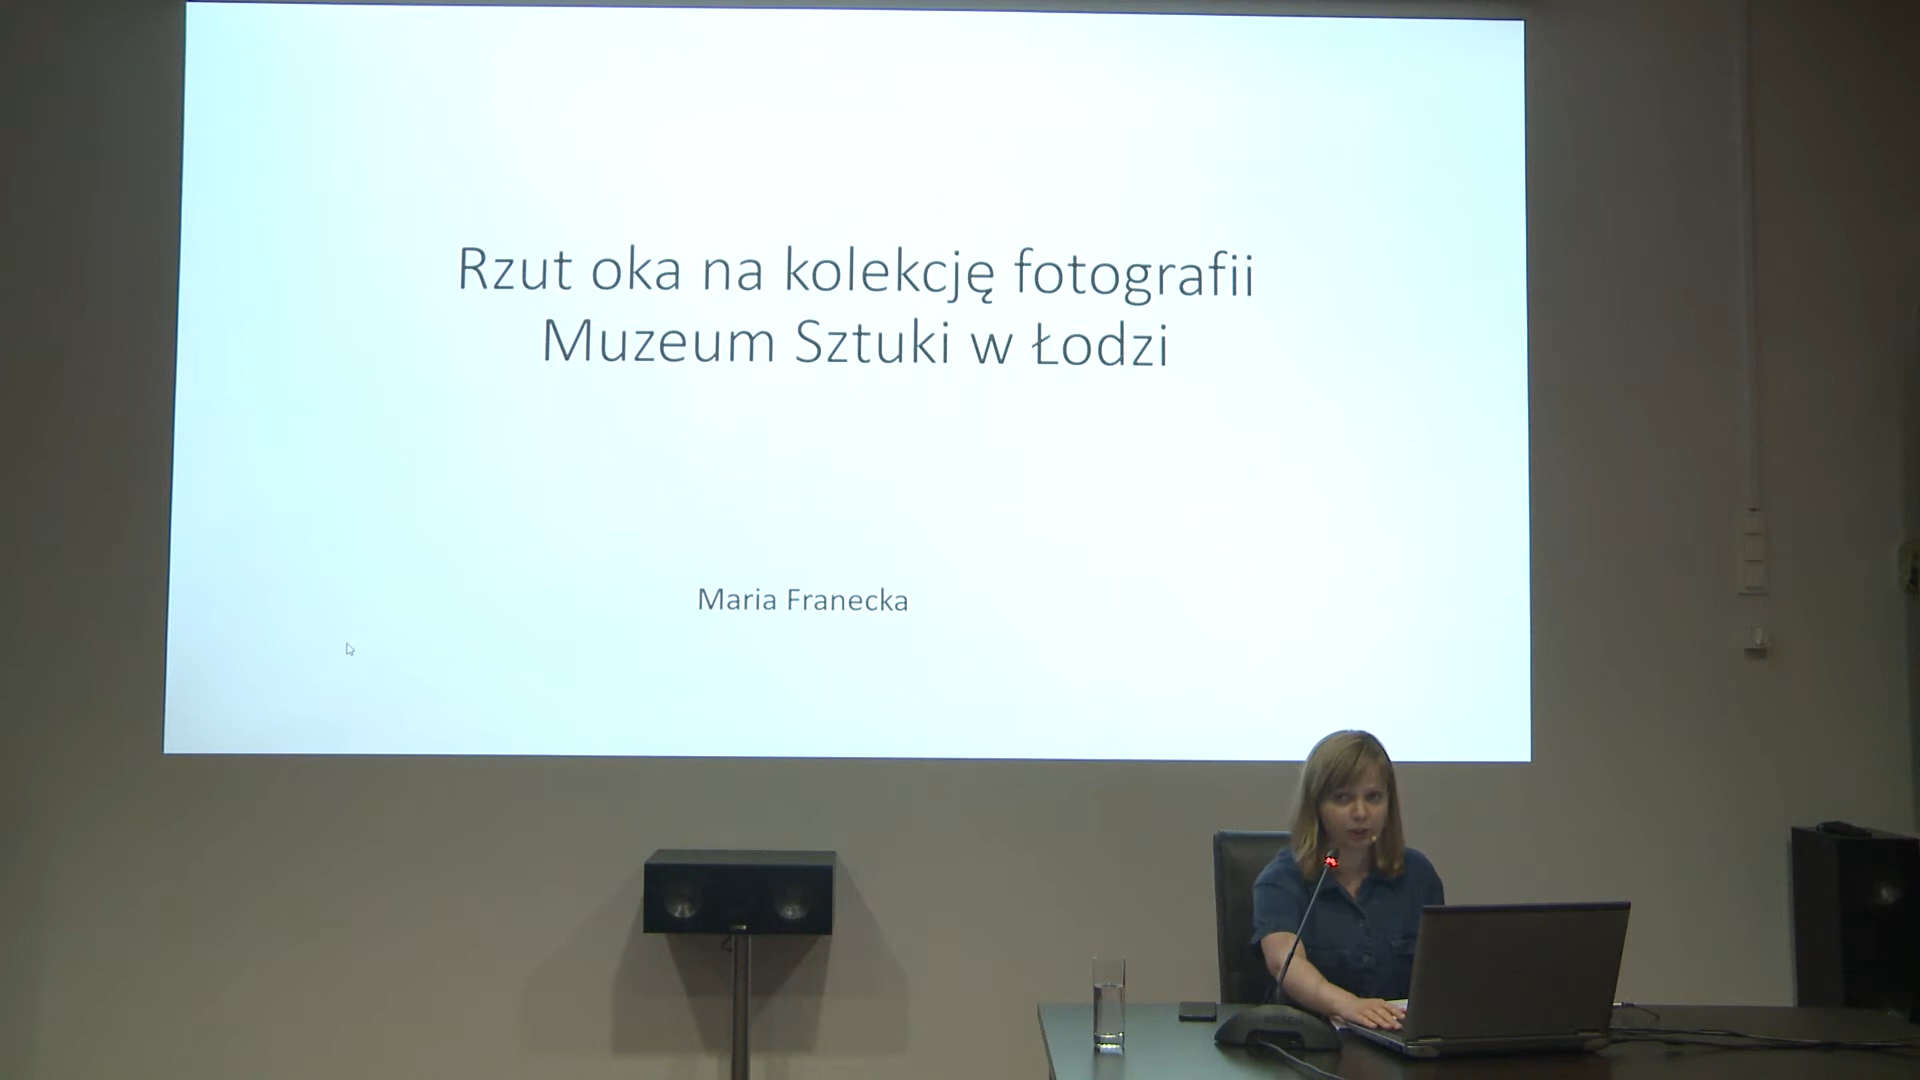 Rzut oka na kolekcję fotografii
Muzeum Sztuki w Łodzi
Maria Franecka